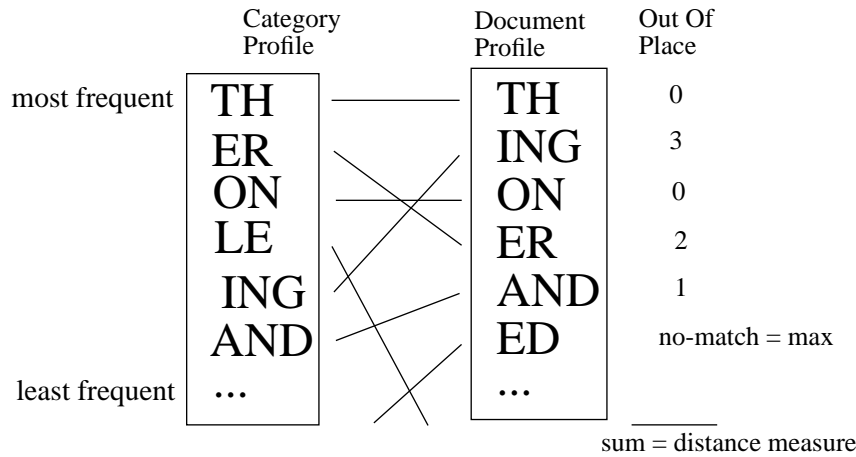 Category Profile
Document Profile
Out Of Place
most frequent
TH
ER
ON
LE
ING
AND
...
least frequent
TH
ING
ON
ER
AND
ED
...
0
3
0
2
1
no-match = max
sum = distance measure